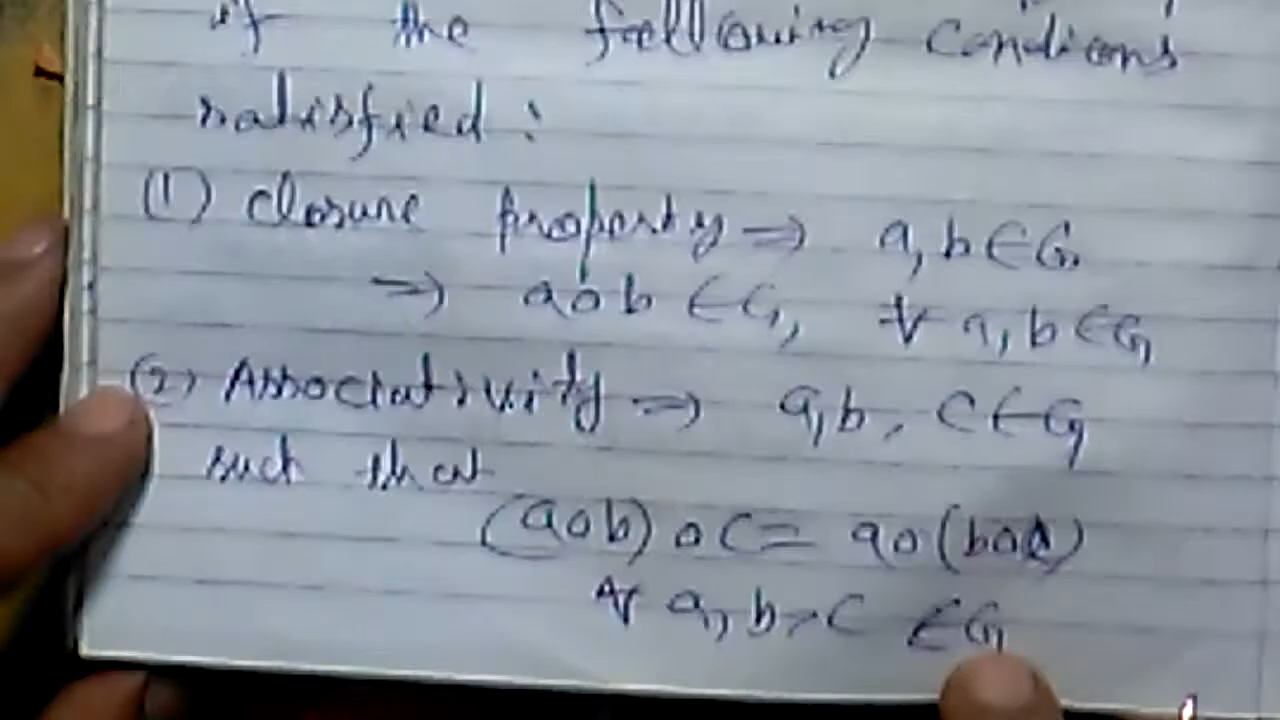 if the following conditions
satisfied :
(1) closure property ⇒ a, b ∈ G
⇒ a o b ∈ G, ∀ a, b ∈ G
(2) Associativity ⇒ a, b, c ∈ G
such that
(a o b) o c = a o (b o c)
∀ a, b, c ∈ G